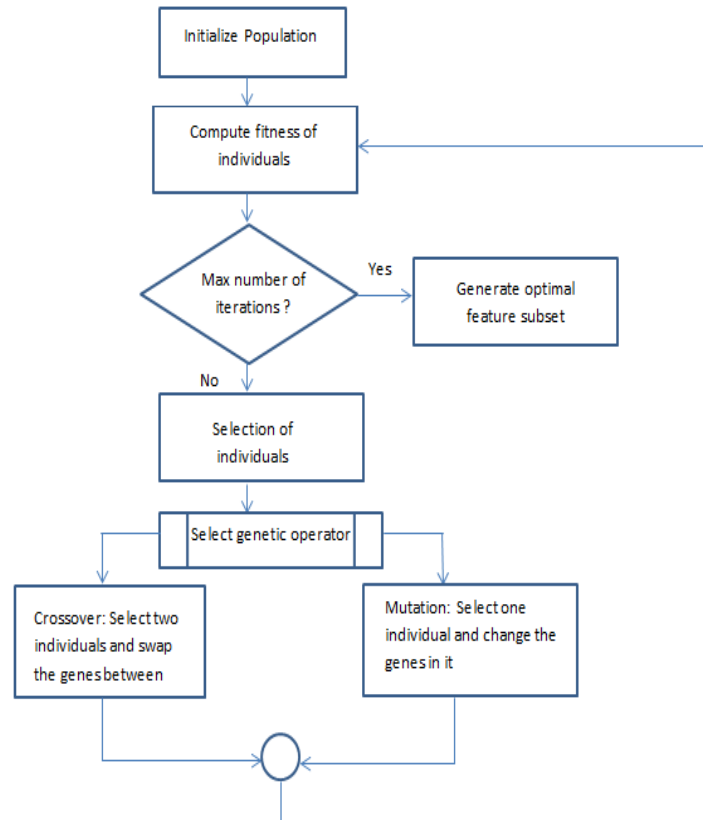 Initialize Population
Compute fitness of
individuals
Max number of
iterations ?
Yes
Generate optimal
feature subset
No
Selection of
individuals
Select genetic operator
Crossover: Select two
individuals and swap
the genes between
Mutation: Select one
individual and change the
genes in it